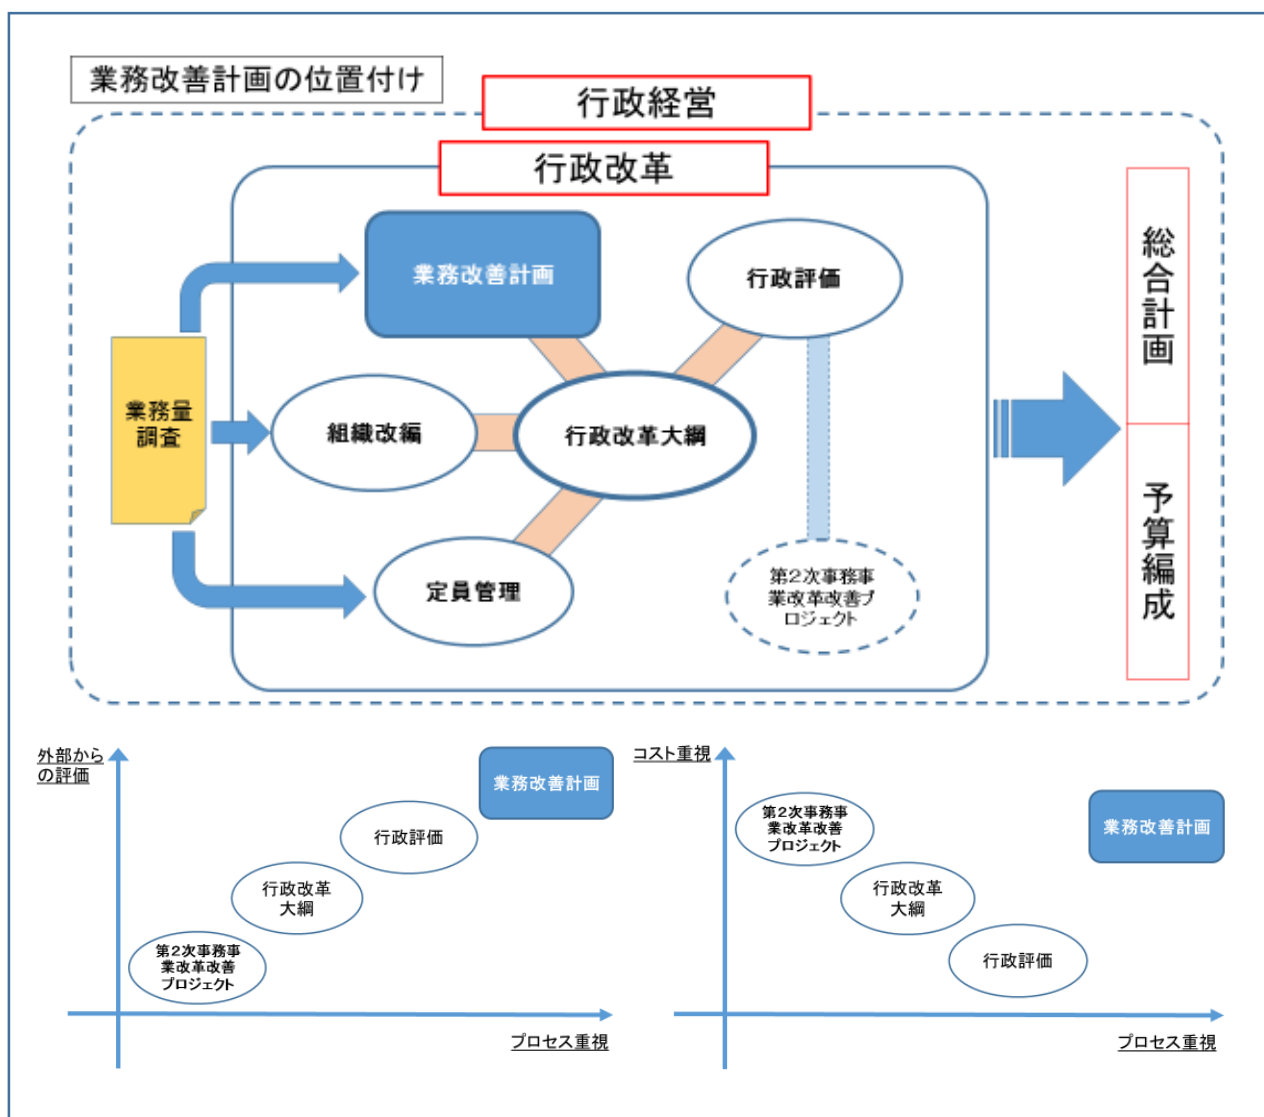 業務改善計画の位置付け
行政経営
行政改革
業務改善計画
行政評価
総合計画
業務量
調査
組織改編
行政改革大綱
予算編成
定員管理
第2次事務事
業改革改善プ
ロジェクト
外部から
の評価
業務改善計画
行政評価
行政改革
大綱
第2次事務事
業改革改善
プロジェクト
プロセス重視
コスト重視
第2次事務事
業改革改善
プロジェクト
業務改善計画
行政改革
大綱
行政評価
プロセス重視